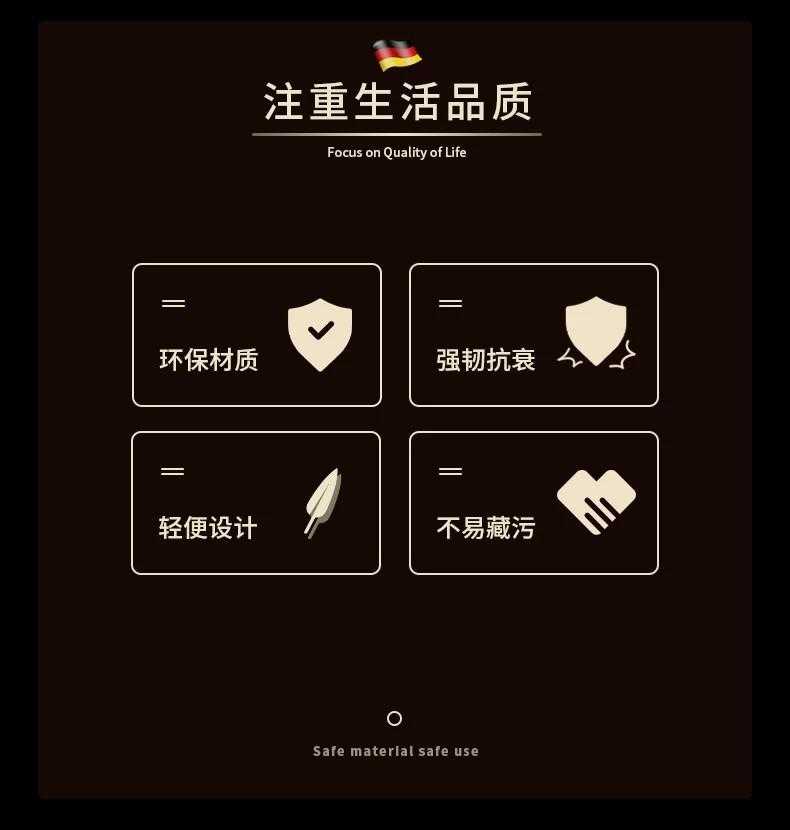 注重生活品质
Focus on Quality of Life
环保材质
强韧抗衰
轻便设计
不易藏污
Safe material safe use